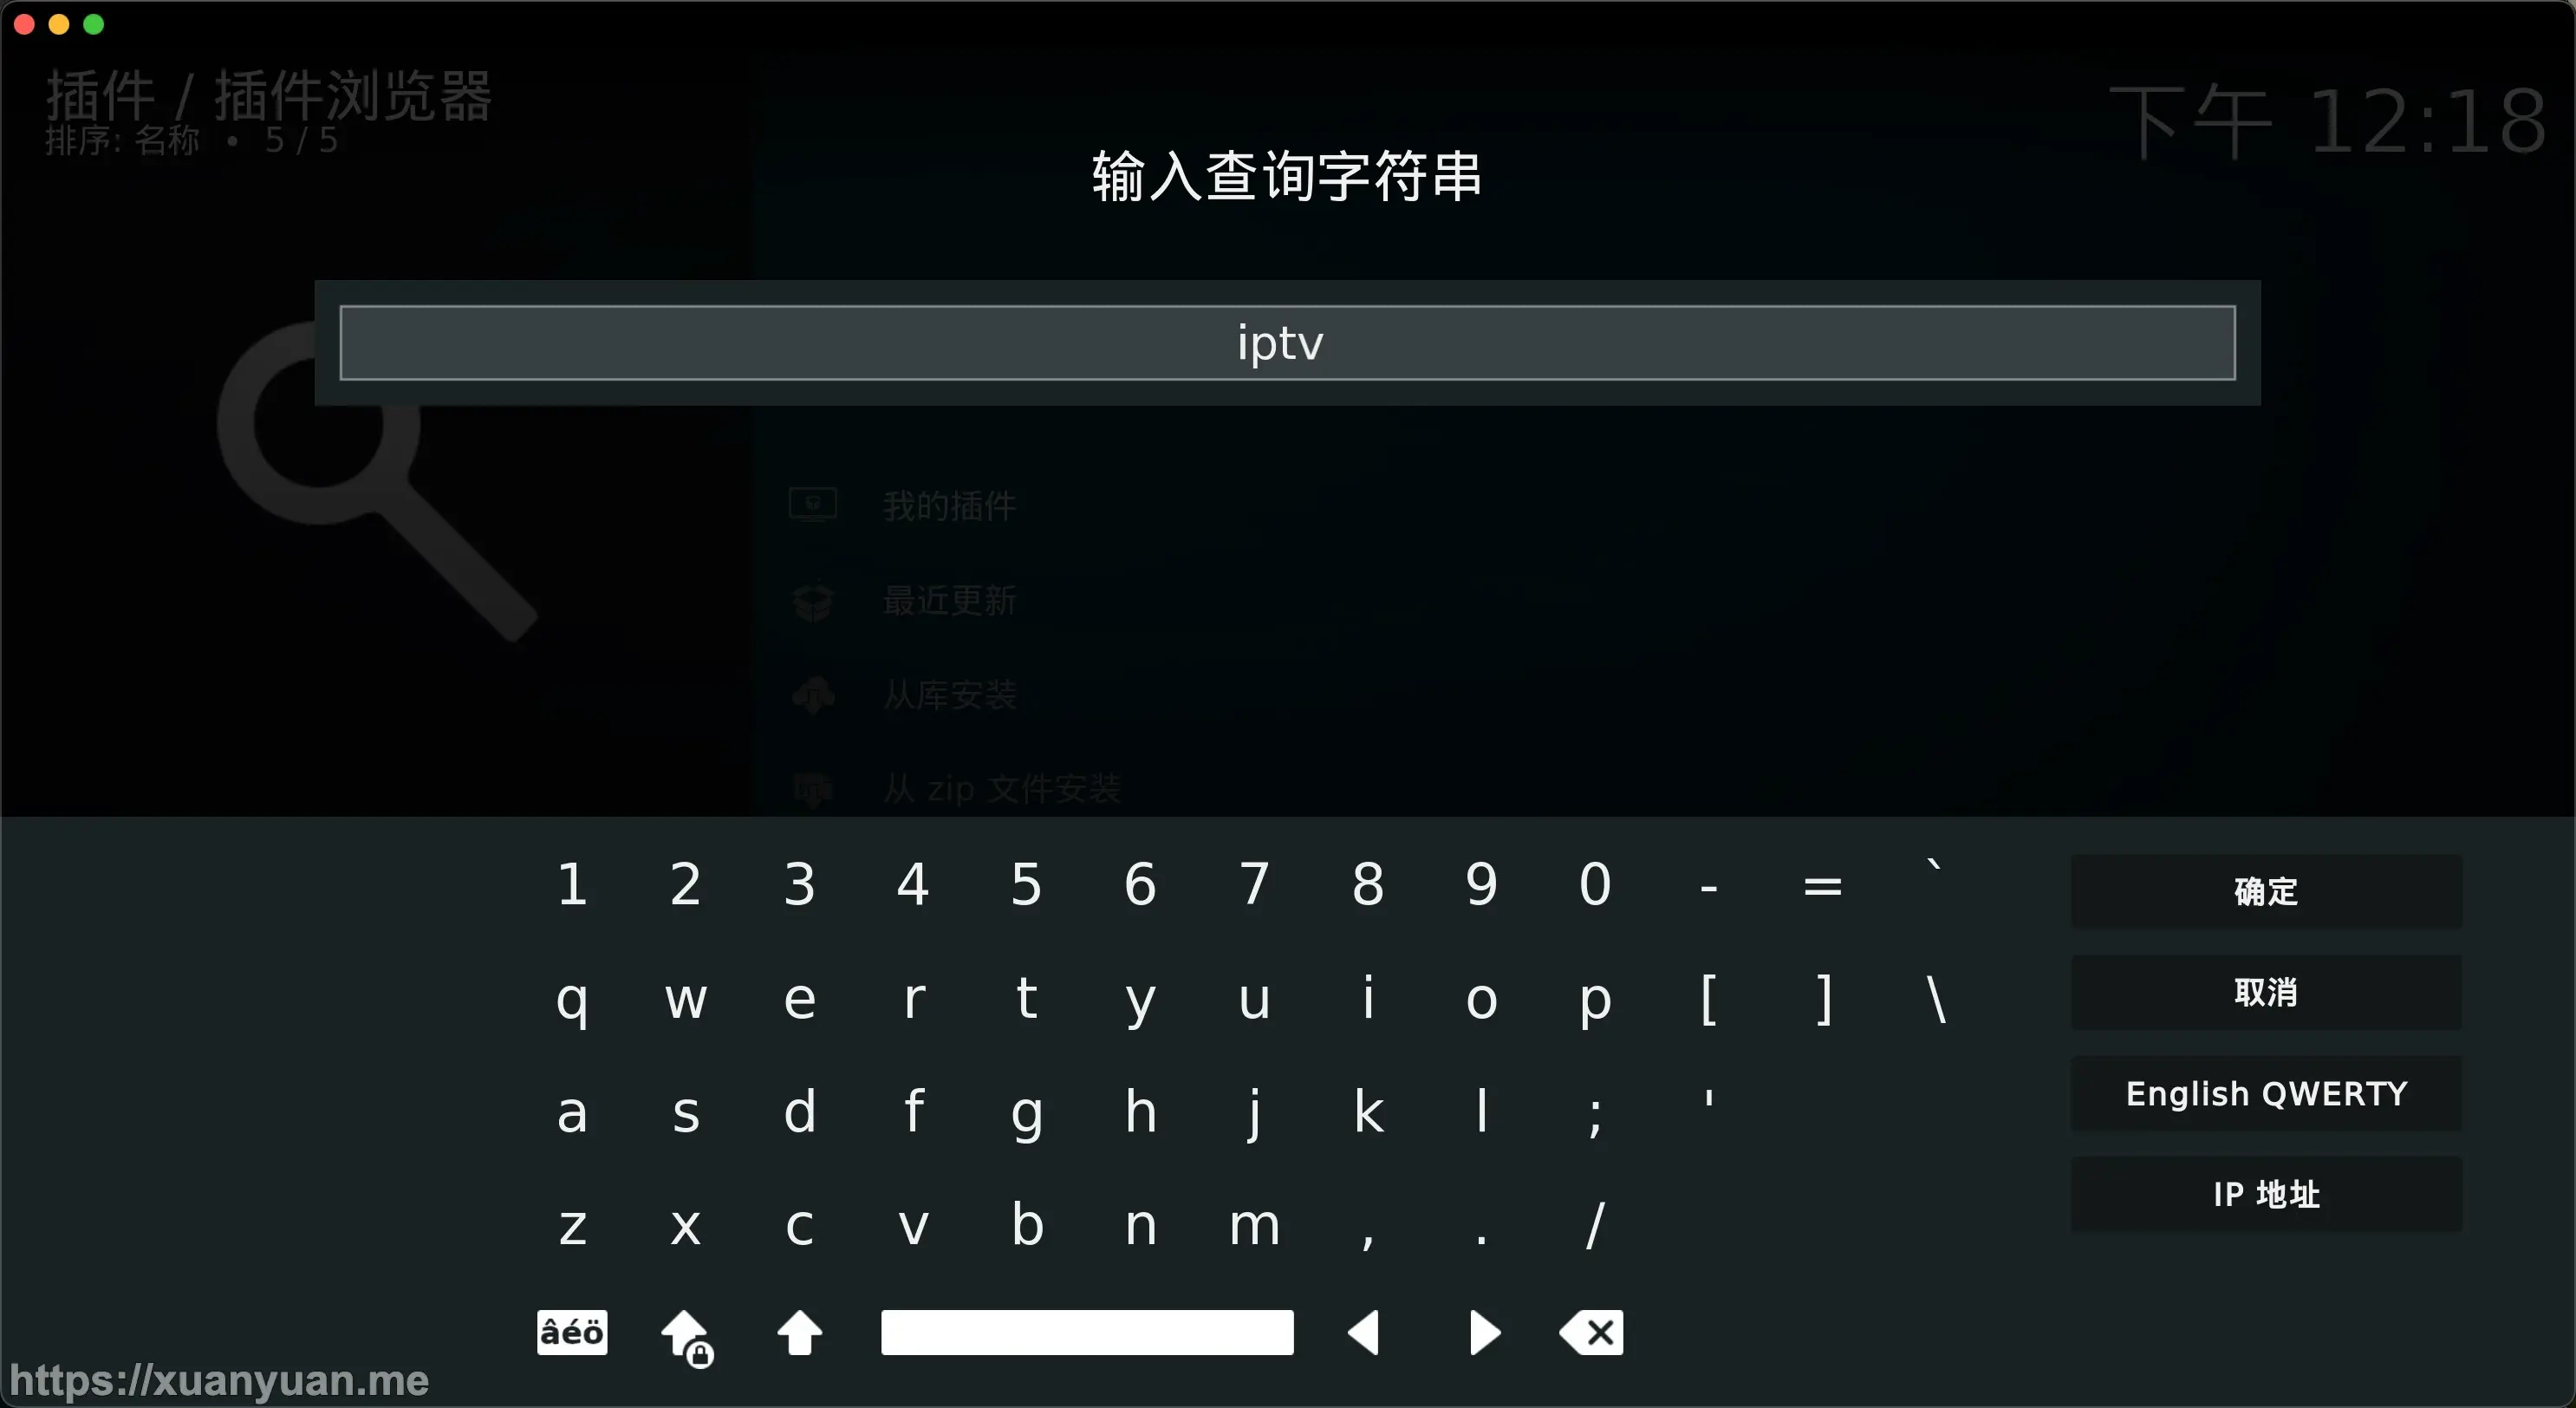 插件 / 插件浏览器
排序: 名称 • 5 / 5
下午 12:18
输入查询字符串
iptv
我的插件
最近更新
从库安装
从 zip 文件安装
1 2 3 4 5 6 7 8 9 0 - = `
q w e r t y u i o p [ ] \
a s d f g h j k l ; '
z x c v b n m , . /
âéö
确定
取消
English QWERTY
IP 地址
https://xuanyuan.me